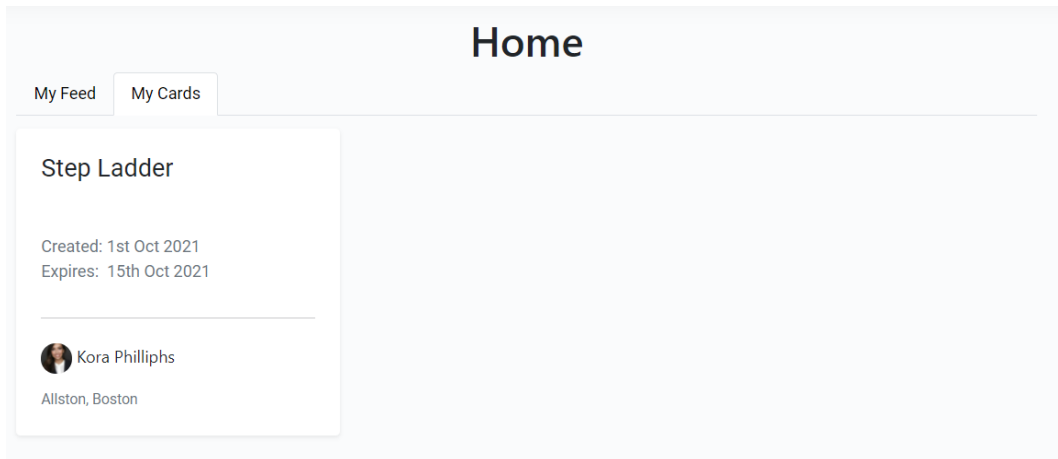 Home
My Feed My Cards
Step Ladder
Created: 1st Oct 2021
Expires: 15th Oct 2021
Kora Philliphs
Allston, Boston